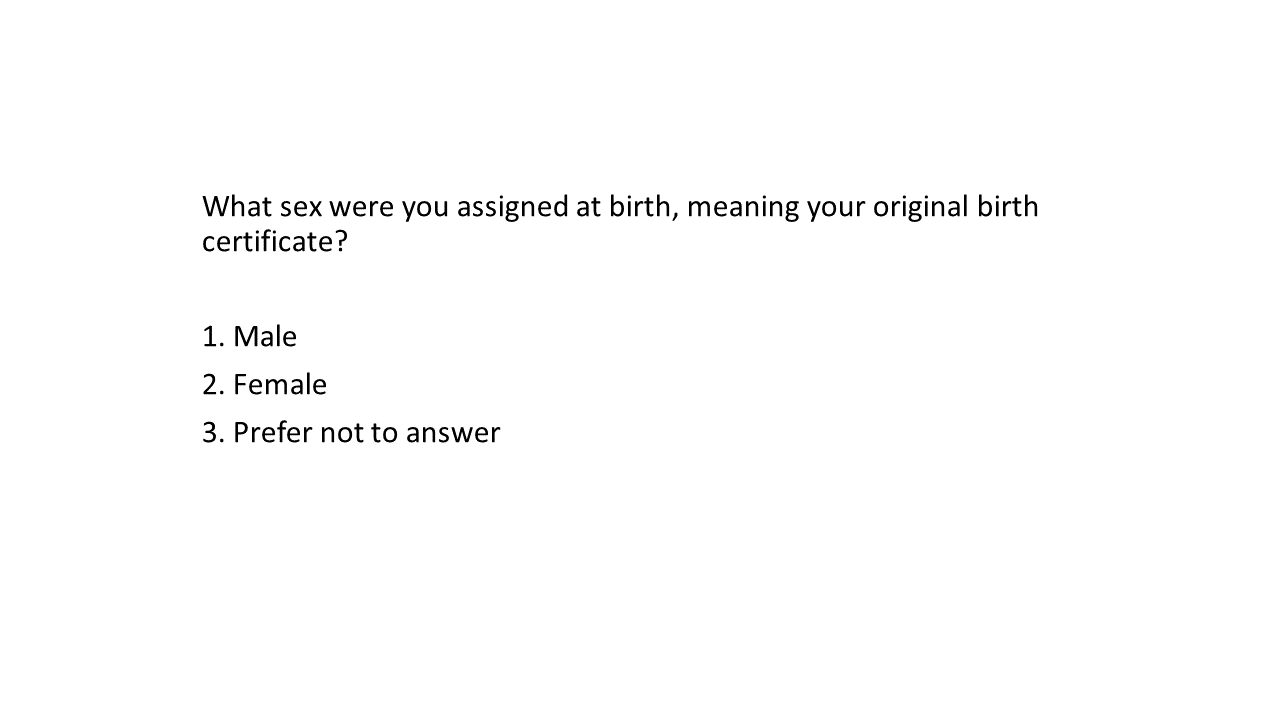 What sex were you assigned at birth, meaning your original birth
certificate?
1. Male
2. Female
3. Prefer not to answer